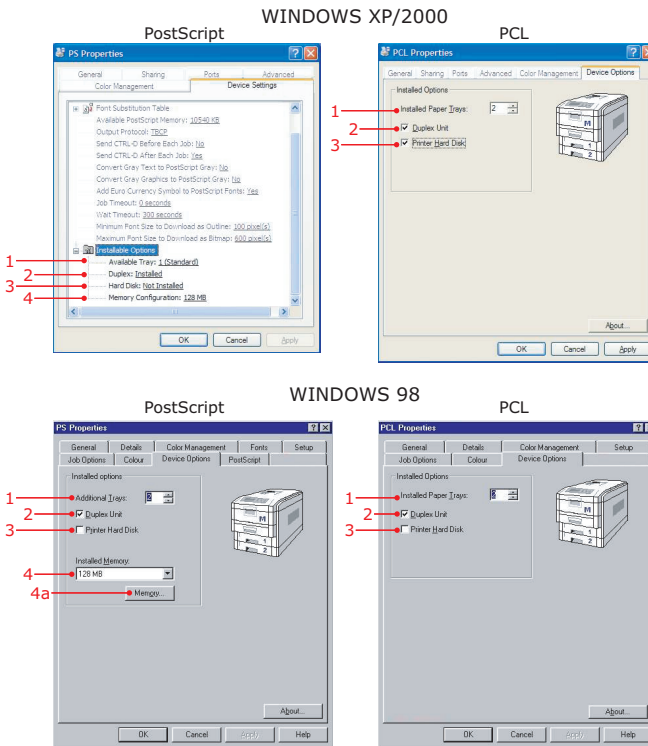 WINDOWS XP/2000
PostScript
PS Properties
General Sharing Ports Advanced
Color Management Device Settings
Font Substitution Table
Available PostScript Memory: 10540 KB
Output Protocol: TBCP
Send CTRL-D Before Each Job: No
Send CTRL-D After Each Job: Yes
Convert Gray Text to PostScript Gray: No
Convert Gray Graphics to PostScript Gray: No
Add Euro Currency Symbol to PostScript Fonts: Yes
Job Timeout: 0 seconds
Wait Timeout: 300 seconds
Minimum Font Size to Download as Outline: 100 pixel(s)
Maximum Font Size to Download as Bitmap: 600 pixel(s)
Installable Options
1 Available Tray: 1 (Standard)
2 Duplex: Installed
3 Hard Disk: Not Installed
4 Memory Configuration: 128 MB
OK Cancel Apply
PCL
PCL Properties
General Sharing Ports Advanced Color Management Device Options
Installed Options
1 Installed Paper Trays: 2
2 Duplex Unit
3 Printer Hard Disk
M
1
2
About...
OK Cancel Apply
WINDOWS 98
PostScript
PS Properties
General Details Color Management Fonts Setup
Job Options Colour Device Options PostScript
Installed options
1 Additional Trays: 2
2 Duplex Unit
3 Printer Hard Disk
Installed Memory:
4 128 MB
4a Memory...
M
1
2
About...
OK Cancel Apply Help
PCL
PCL Properties
General Details Color Management Setup
Job Options Colour Device Options
Installed Options
1 Installed Paper Trays: 2
2 Duplex Unit
3 Printer Hard Disk
M
1
2
About...
OK Cancel Apply Help